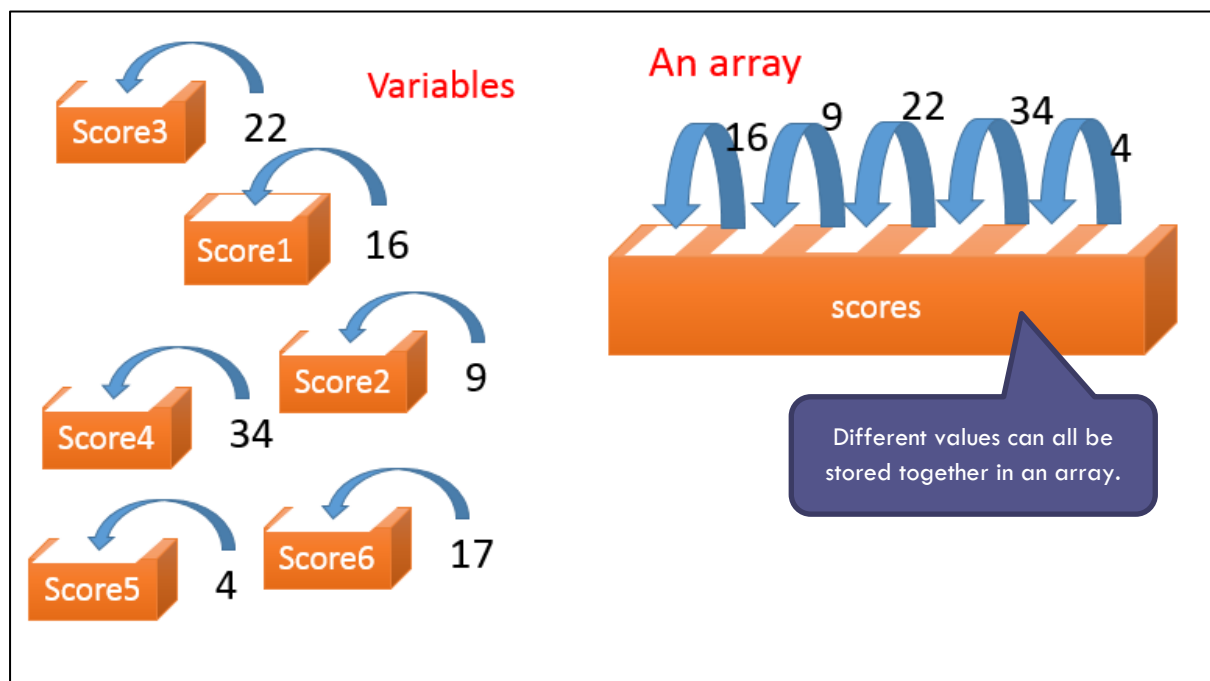 Variables
Score3
22
Score1
16
Score2
9
Score4
34
Score5
4
Score6
17
An array
16
9
22
34
4
scores
Different values can all be
stored together in an array.